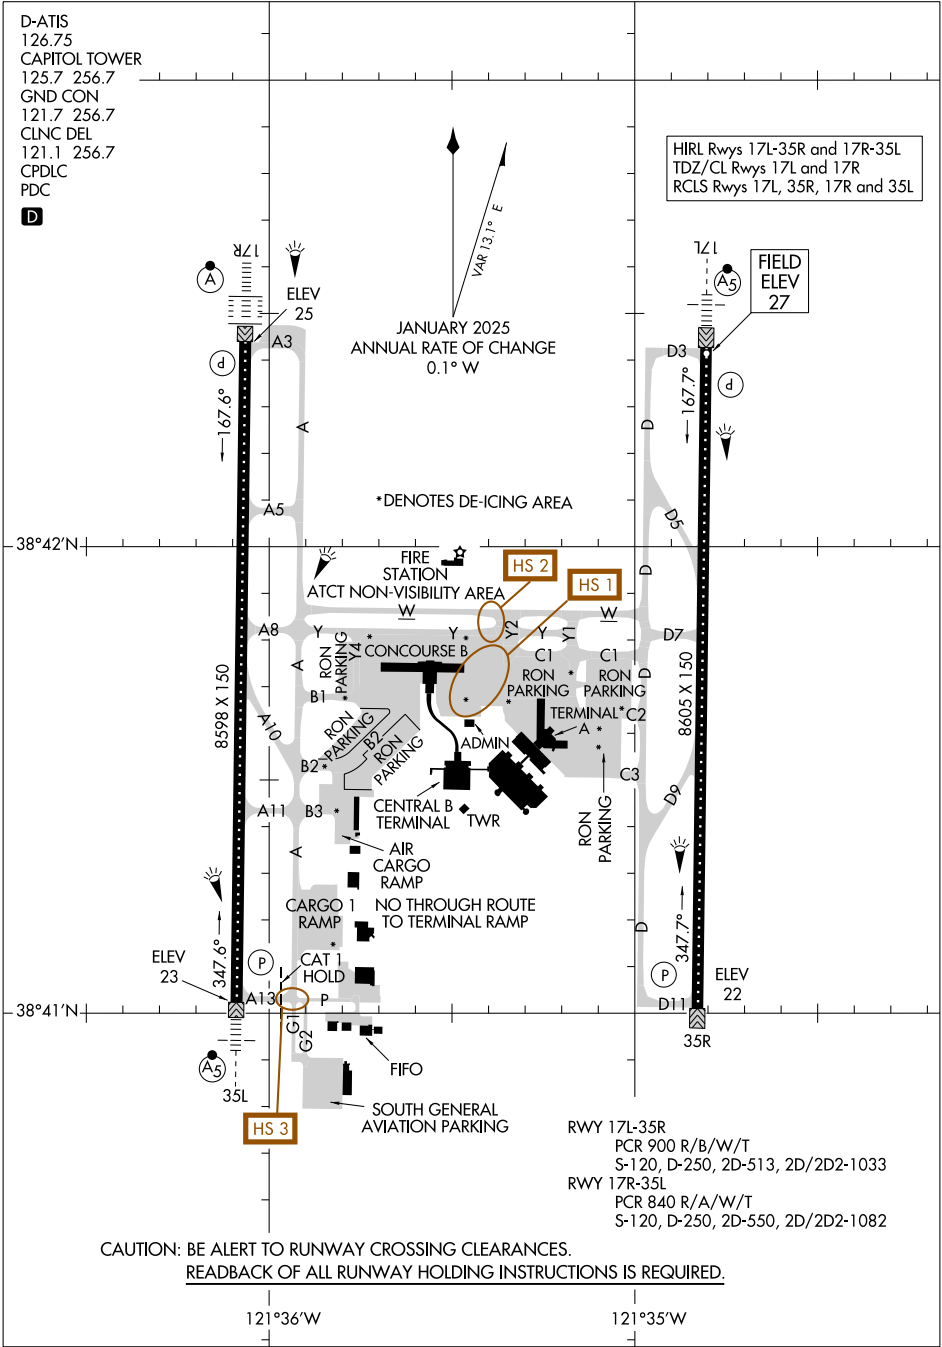 D-ATIS
126.75
CAPITOL TOWER
125.7 256.7
GND CON
121.7 256.7
CLNC DEL
121.1 256.7
CPDLC
PDC
D
HIRL Rwys 17L-35R and 17R-35L
TDZ/CL Rwys 17L and 17R
RCLS Rwys 17L, 35R, 17R and 35L
VAR 13.1° E
JANUARY 2025
ANNUAL RATE OF CHANGE
0.1° W
17R
A
ELEV
25
A3
P
167.6°
A
A5
17L
A5
FIELD
ELEV
27
D3
P
167.7°
D
D5
*DENOTES DE-ICING AREA
38°42'N
FIRE
STATION
HS 2
HS 1
ATCT NON-VISIBILITY AREA
W
W
D
A8
Y
Y
Y2
Y
Y1
D7
8598 X 150
A
RON
PARKING
Y4
CONCOURSE B
C1
C1
RON
PARKING
RON
PARKING
D
8605 X 150
B1
A10
RON
PARKING
B2
RON
PARKING
TERMINAL
A
*C2
ADMIN
B2*
C3
A11
B3
*
CENTRAL B
TERMINAL
TWR
RON
PARKING
D9
A
AIR
CARGO
RAMP
CARGO 1
RAMP
NO THROUGH ROUTE
TO TERMINAL RAMP
D
347.6°
347.7°
ELEV
23
P
CAT 1
HOLD
P
ELEV
22
A13
P
D11
38°41'N
G1
G2
35R
A5
35L
FIFO
HS 3
SOUTH GENERAL
AVIATION PARKING
RWY 17L-35R
PCR 900 R/B/W/T
S-120, D-250, 2D-513, 2D/2D2-1033
RWY 17R-35L
PCR 840 R/A/W/T
S-120, D-250, 2D-550, 2D/2D2-1082
CAUTION: BE ALERT TO RUNWAY CROSSING CLEARANCES.
READBACK OF ALL RUNWAY HOLDING INSTRUCTIONS IS REQUIRED.
121°36'W
121°35'W